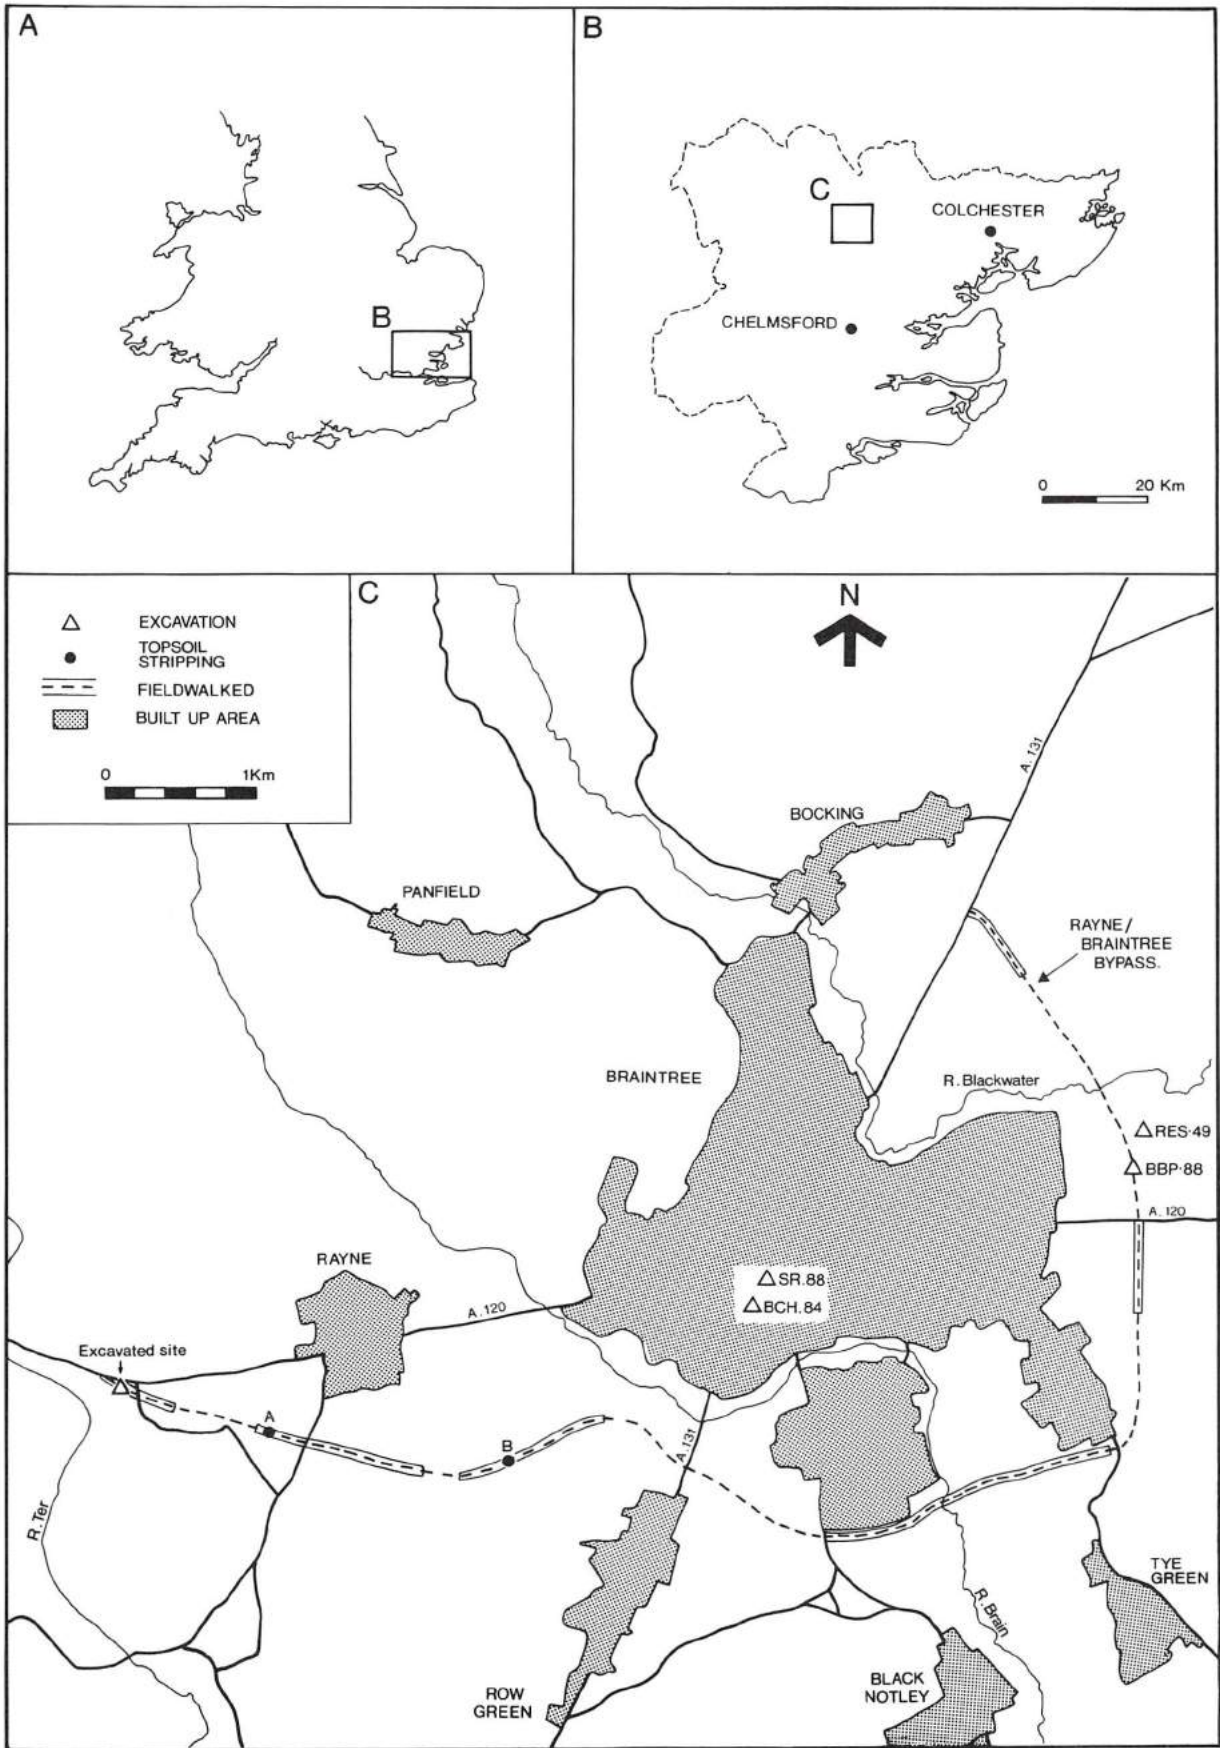 A
B
B
C
COLCHESTER
CHELMSFORD
0 20 Km
EXCAVATION
TOPSOIL
STRIPPING
FIELDWALKED
BUILT UP AREA
0 1Km
C
N
A. 131
BOCKING
PANFIELD
RAYNE/
BRAINTREE
BYPASS.
BRAINTREE
R. Blackwater
RES·49
BBP·88
A. 120
RAYNE
SR.88
BCH. 84
A. 120
Excavated site
A
B
A.131
R. Ter
TYE
GREEN
R. Brain
ROW
GREEN
BLACK
NOTLEY